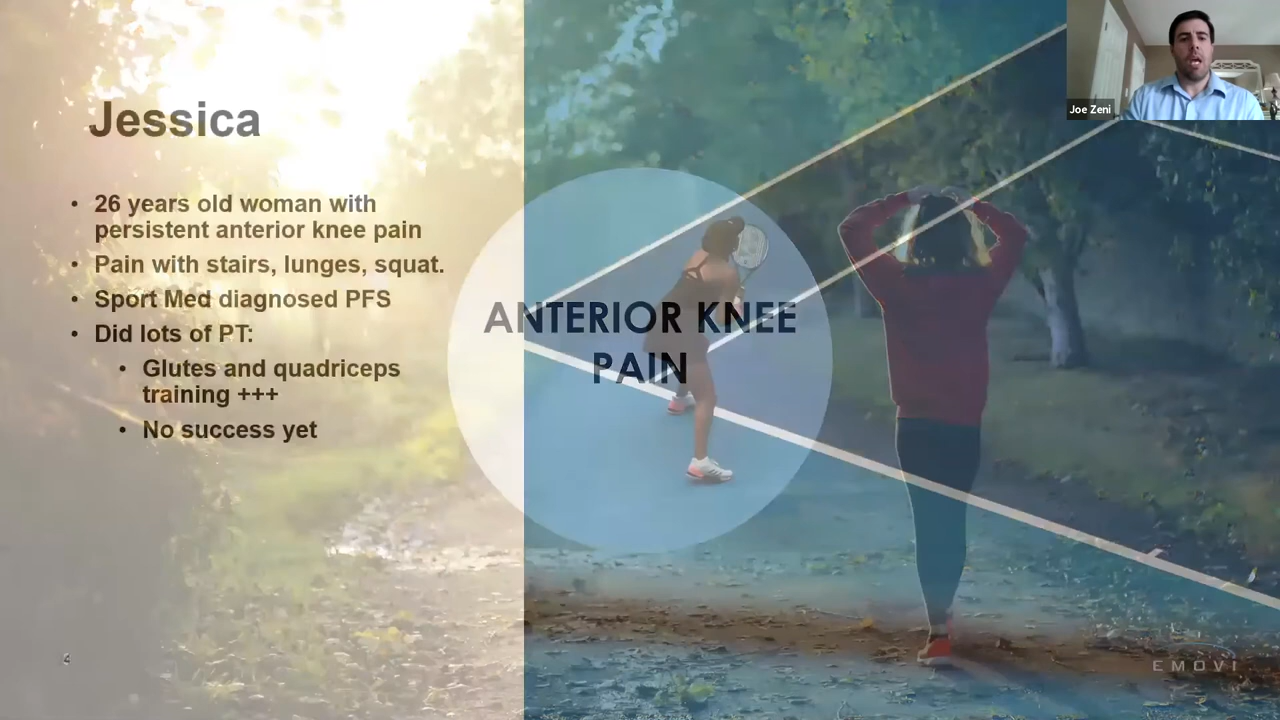 Jessica
• 26 years old woman with
persistent anterior knee pain
• Pain with stairs, lunges, squat.
• Sport Med diagnosed PFS
• Did lots of PT:
• Glutes and quadriceps
training +++
• No success yet
ANTERIOR KNEE
PAIN
Joe Zeni
EMOVI